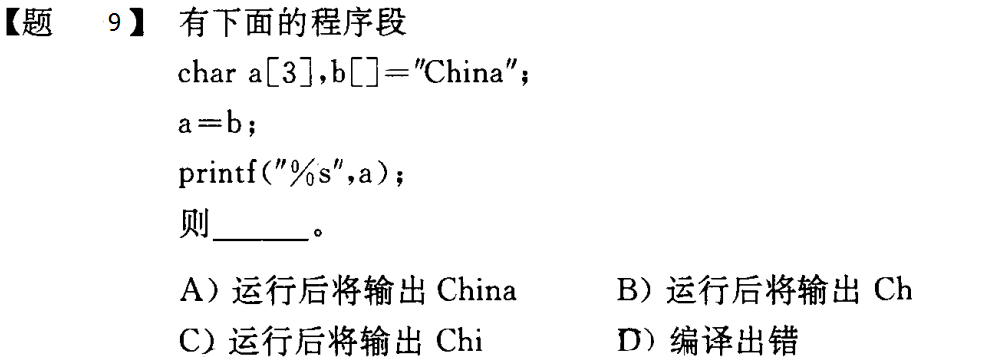 【题 9】 有下面的程序段
char a[3],b[]="China";
a=b;
printf("%s",a);
则______。
A) 运行后将输出 China B) 运行后将输出 Ch
C) 运行后将输出 Chi D) 编译出错